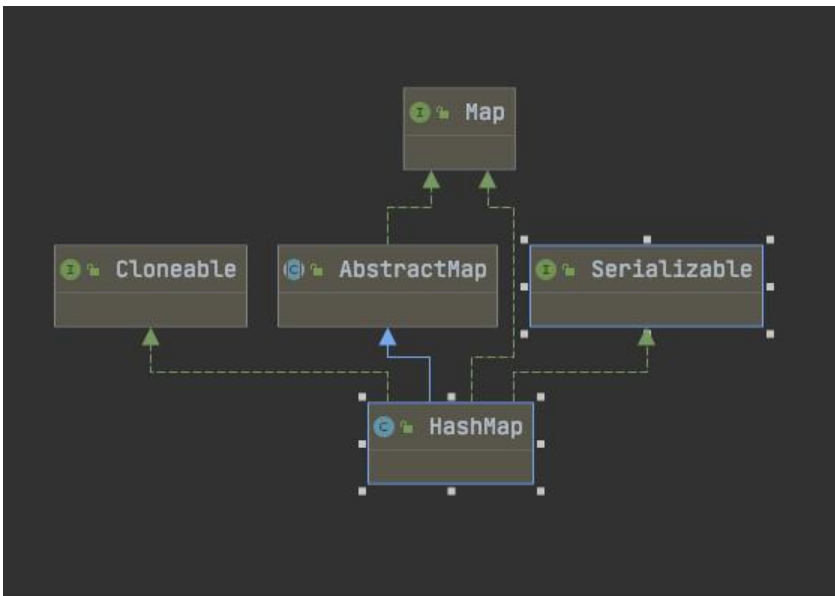 I Map
I Cloneable
C AbstractMap
I Serializable
C HashMap